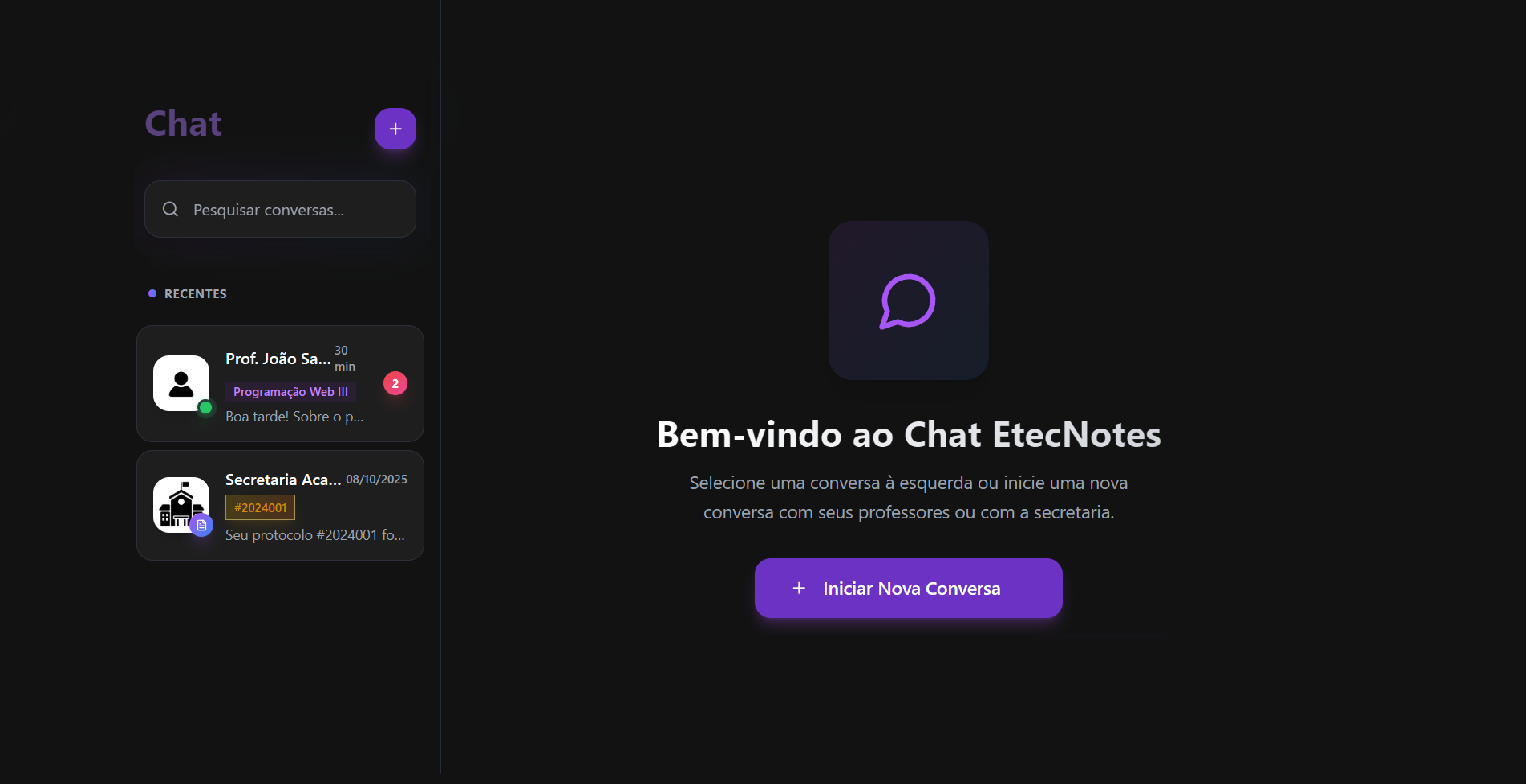 Chat
Pesquisar conversas...
RECENTES
Prof. João Sa...
30
min
Programação Web III
2
Boa tarde! Sobre o p...
Secretaria Aca...
08/10/2025
#2024001
Seu protocolo #2024001 fo...
Bem-vindo ao Chat EtecNotes
Selecione uma conversa à esquerda ou inicie uma nova
conversa com seus professores ou com a secretaria.
Iniciar Nova Conversa